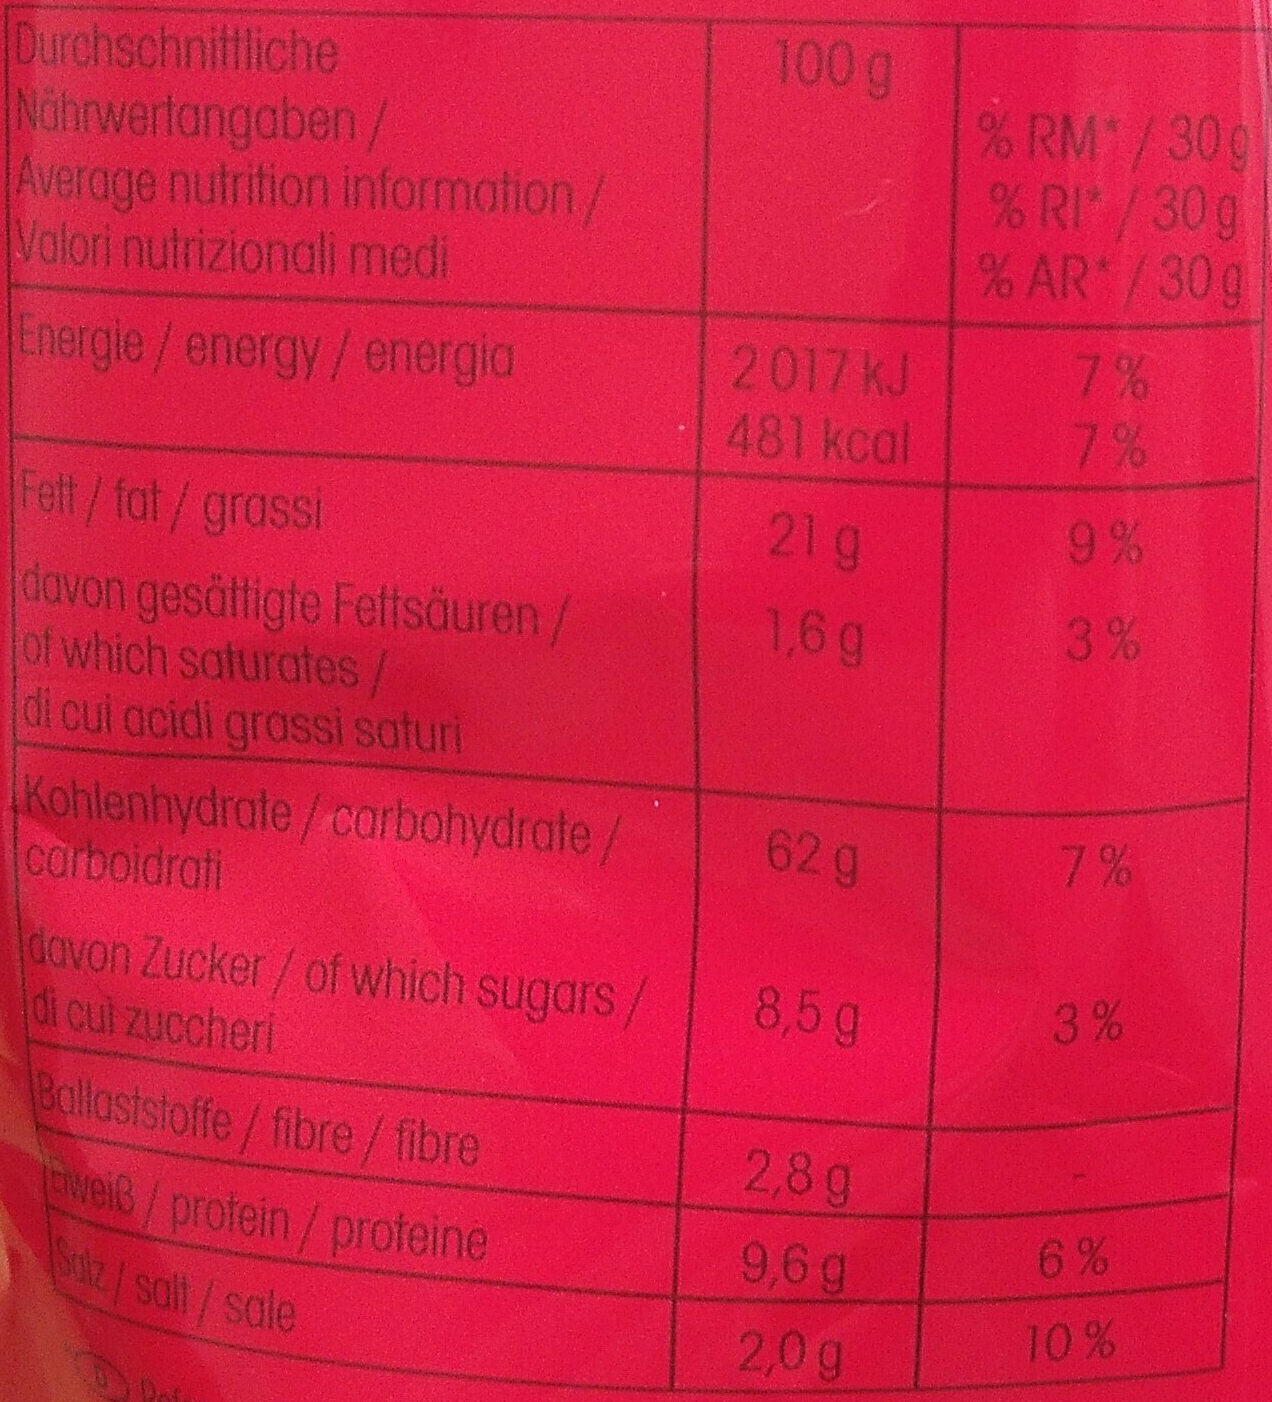 Durchschnittliche
Nährwertangaben /
Average nutrition information /
Valori nutrizionali medi
100 g
% RM* / 30 g
% RI* / 30 g
% AR* / 30 g
Energie / energy / energia
2 017 kJ 7 %
481 kcal 7 %
Fett / fat / grassi 21 g 9 %
davon gesättigte Fettsäuren / 1,6 g 3 %
of which saturates /
di cui acidi grassi saturi
Kohlenhydrate / carbohydrate / 62 g 7 %
carboidrati
davon Zucker / of which sugars / 8,5 g 3 %
di cui zuccheri
Ballaststoffe / fibre / fibre 2,8 g -
Eiweiß / protein / proteine 9,6 g 6 %
Salz / salt / sale 2,0 g 10 %
D